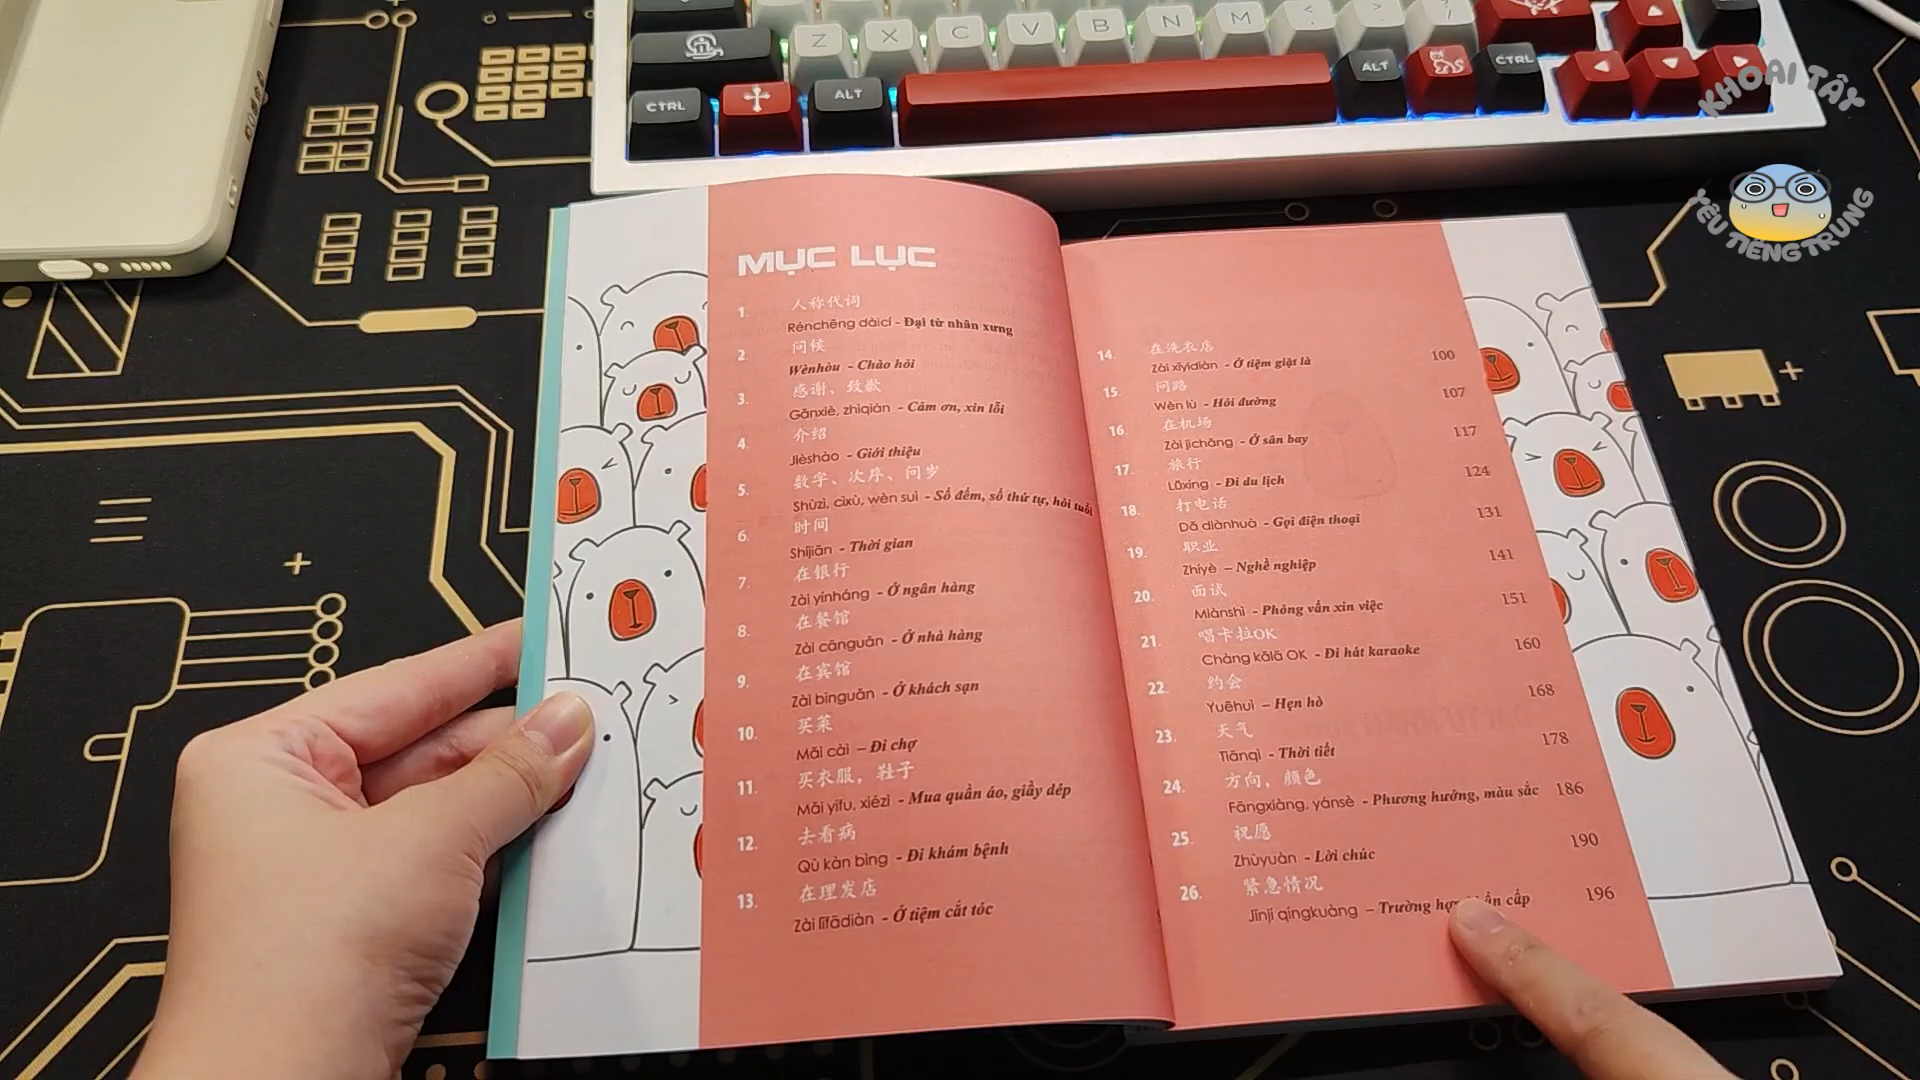 Z X C V B N M < > ? /
CTRL ALT ALT CTRL
KHOAI TÂY
YÊU TIẾNG TRUNG
MỤC LỤC
1. 人称代词
Rénchēng dàicí - Đại từ nhân xưng
2 问候
Wènhòu - Chào hỏi
3. 感谢、致歉
Gǎnxiè, zhìqiàn - Cảm ơn, xin lỗi
4. 介绍
Jièshào - Giới thiệu
5. 数字、次序、问岁
Shùzì, cìxù, wèn suì - Số đếm, số thứ tự, hỏi tuổi
6. 时间
Shíjiān - Thời gian
7. 在银行
Zài yínháng - Ở ngân hàng
8. 在餐馆
Zài cānguǎn - Ở nhà hàng
9. 在宾馆
Zài bīnguǎn - Ở khách sạn
10. 买菜
Mǎi cài – Đi chợ
11. 买衣服，鞋子
Mǎi yīfu, xiézi - Mua quần áo, giầy dép
12. 去看病
Qù kàn bìng - Đi khám bệnh
13. 在理发店
Zài lǐfǎdiàn - Ở tiệm cắt tóc
14. 在洗衣店
Zài xǐyīdiàn - Ở tiệm giặt là 100
15. 问路
Wèn lù - Hỏi đường 107
16. 在机场
Zài jīchǎng - Ở sân bay 117
17. 旅行
Lǚxíng - Đi du lịch 124
18. 打电话
Dǎ diànhuà - Gọi điện thoại 131
19. 职业
Zhíyè – Nghề nghiệp 141
20. 面试
Miànshì - Phỏng vấn xin việc 151
21. 唱卡拉OK
Chàng kǎlā OK - Đi hát karaoke 160
22. 约会
Yuēhuì – Hẹn hò 168
23. 天气
Tiānqì - Thời tiết 178
24. 方向，颜色
Fāngxiàng, yánsè - Phương hướng, màu sắc 186
25. 祝愿
Zhùyuàn - Lời chúc 190
26. 紧急情况
Jǐnjí qíngkuàng – Trường cấp 196